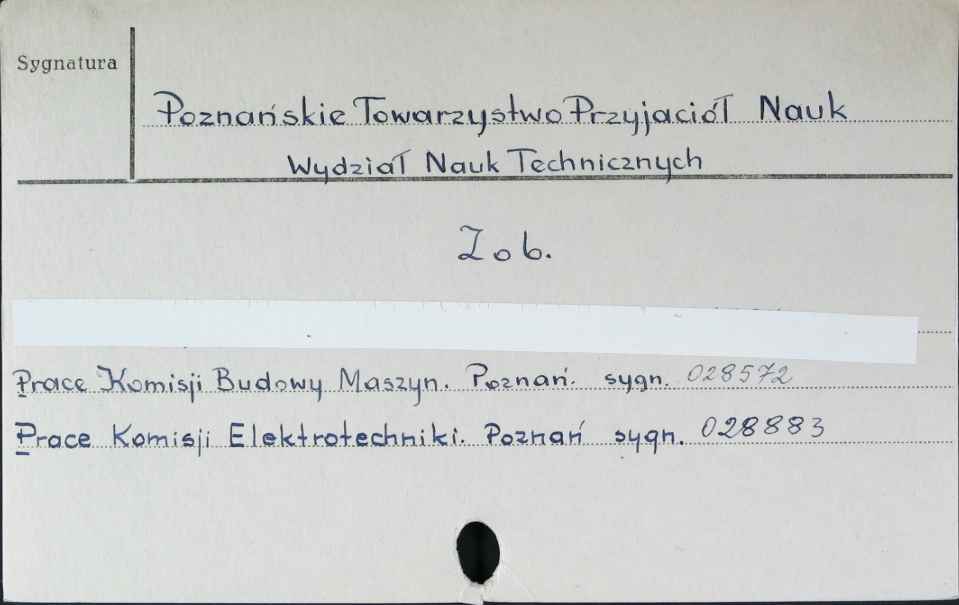 Sygnatura
Poznańskie Towarzystwo Przyjaciół Nauk
Wydział Nauk Technicznych
Zob.
Prace Komisji Budowy Maszyn. Poznań. sygn. 028572
Prace Komisji Elektrotechniki. Poznań sygn. 028883